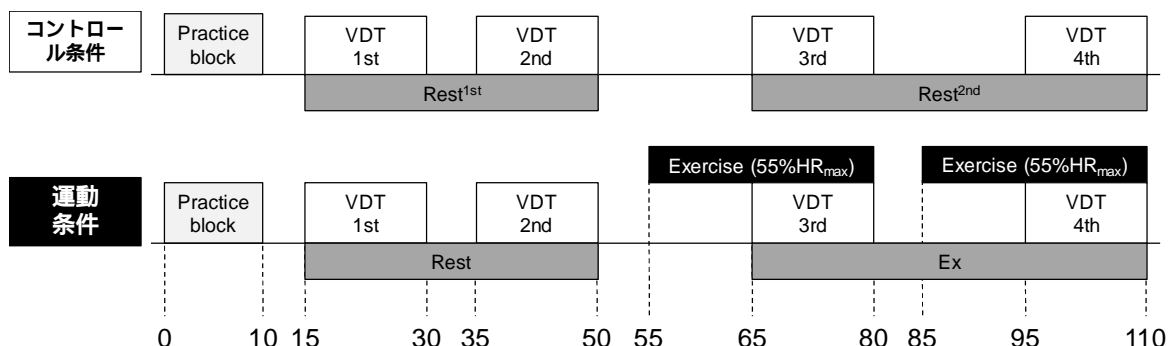 コントロー
ル条件
Practice
block
VDT
1st
VDT
2nd
VDT
3rd
VDT
4th
Rest1st
Rest2nd
Exercise (55%HRmax)
Exercise (55%HRmax)
運動
条件
Practice
block
VDT
1st
VDT
2nd
VDT
3rd
VDT
4th
Rest
Ex
0 10 15 30 35 50 55 65 80 85 95 110